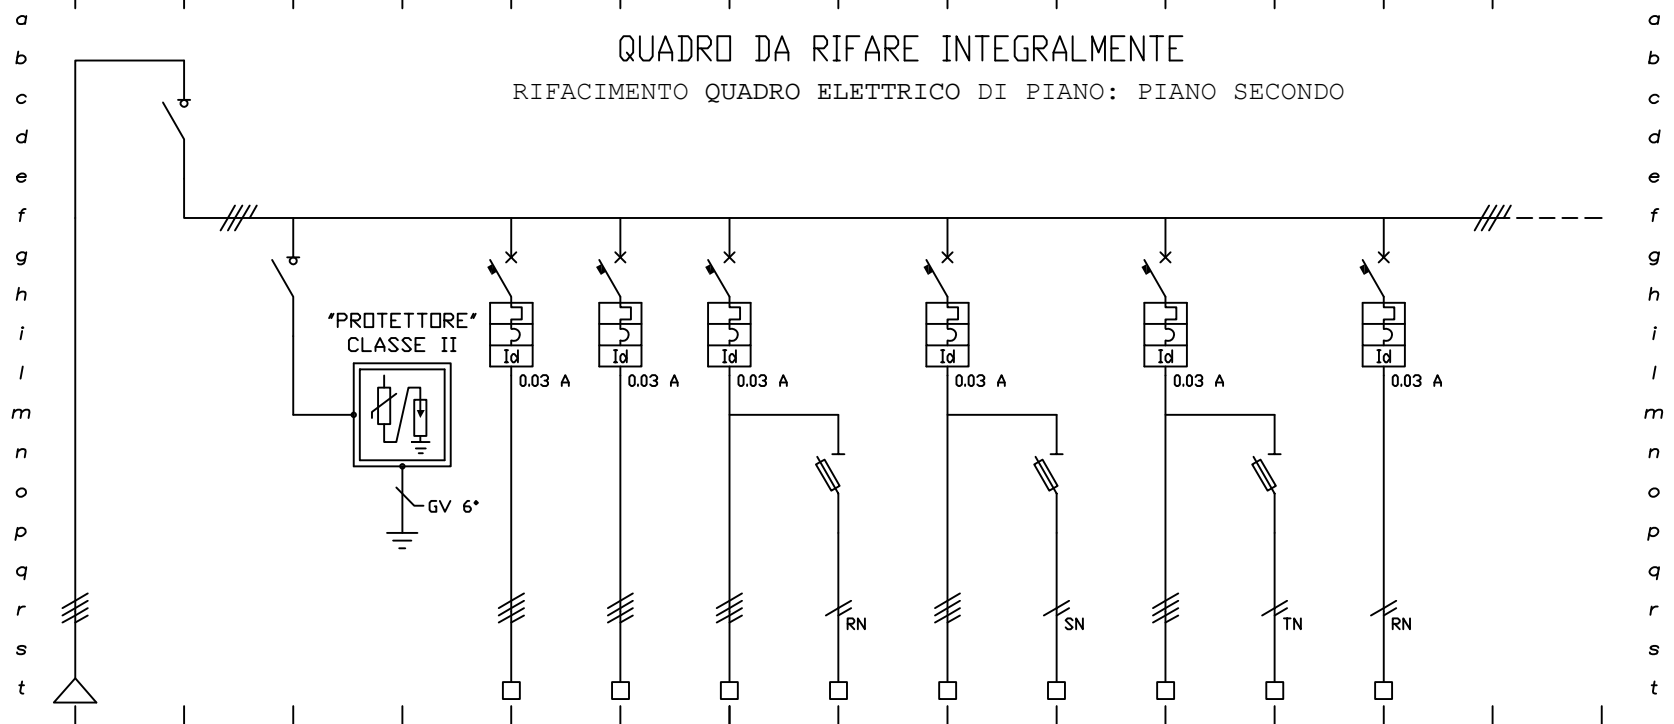 a a
QUADRO DA RIFARE INTEGRALMENTE
b b
RIFACIMENTO QUADRO ELETTRICO DI PIANO: PIANO SECONDO
c c
d d
e e
f f
g g
h h
"PROTETTORE"
i i
CLASSE II
Id Id Id Id Id Id
l l
0.03 A 0.03 A 0.03 A 0.03 A 0.03 A 0.03 A
m m
n n
o o
GV 6*
p p
q q
r r
RN SN TN RN
s s
t t